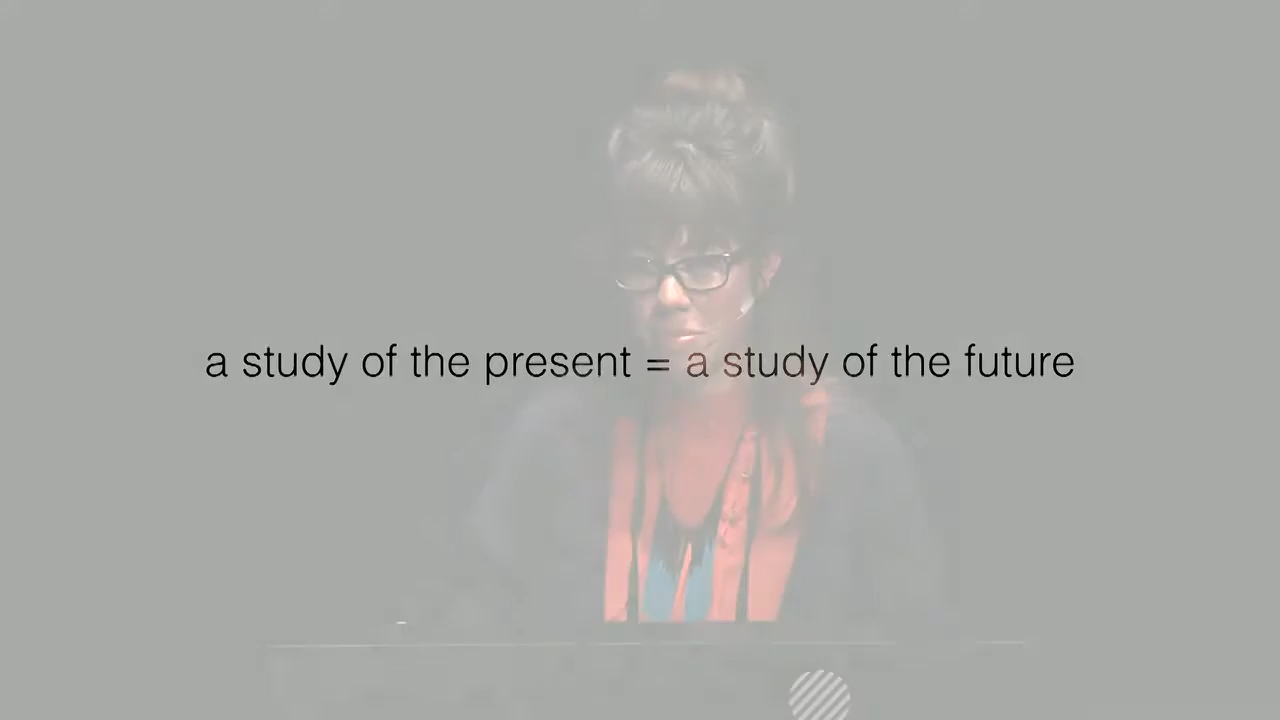 a study of the present = a study of the future